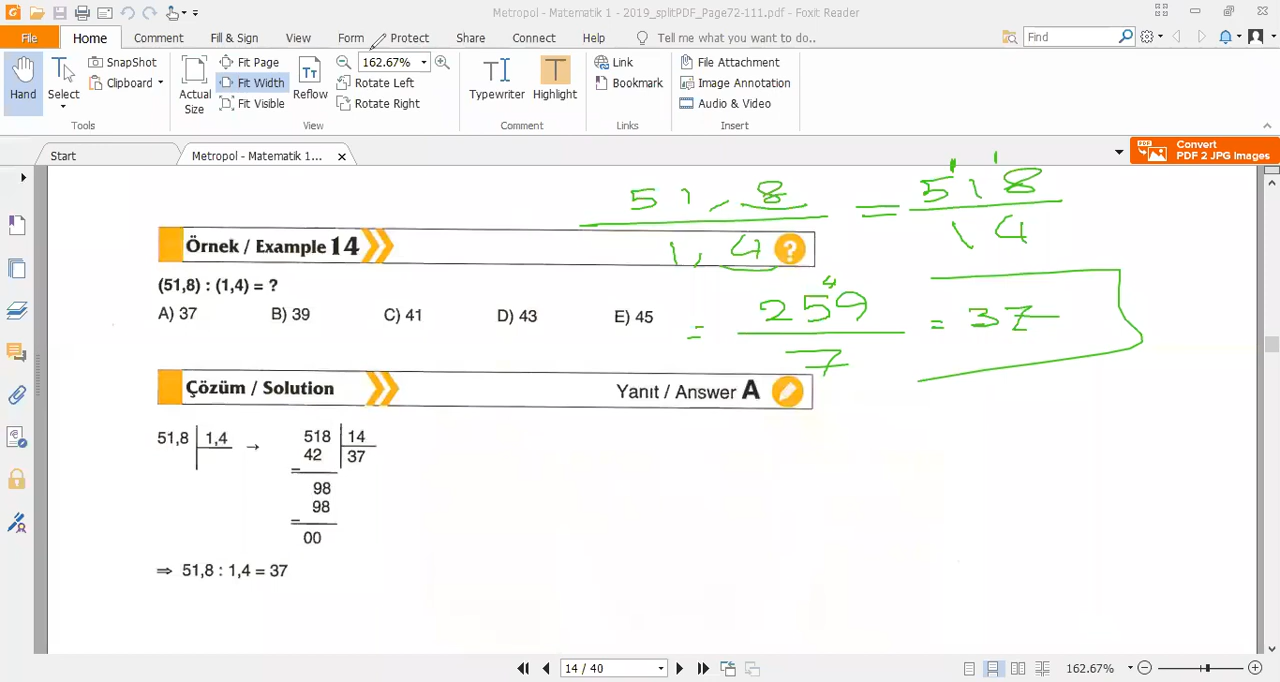 Metropol - Matematik 1 - 2019_splitPDF_Page72-111.pdf - Foxit Reader
File Home Comment Fill & Sign View Form Protect Share Connect Help Tell me what you want to do.. Find
Hand Select SnapShot Clipboard Actual Size Fit Page Fit Width Fit Visible Reflow 162.67% Rotate Left Rotate Right Typewriter Highlight Link Bookmark File Attachment Image Annotation Audio & Video
Tools View Comment Links Insert
Start Metropol - Matematik 1... Convert PDF 2 JPG Images
51,8 / 1,4 = 518 / 14
Örnek / Example 14
(51,8) : (1,4) = ?
A) 37 B) 39 C) 41 D) 43 E) 45
= 259 / 7 = 37
Çözüm / Solution Yanıt / Answer A
51,8 1,4 → 518 14
42 37
98
98
00
⇒ 51,8 : 1,4 = 37
14 / 40 162.67%